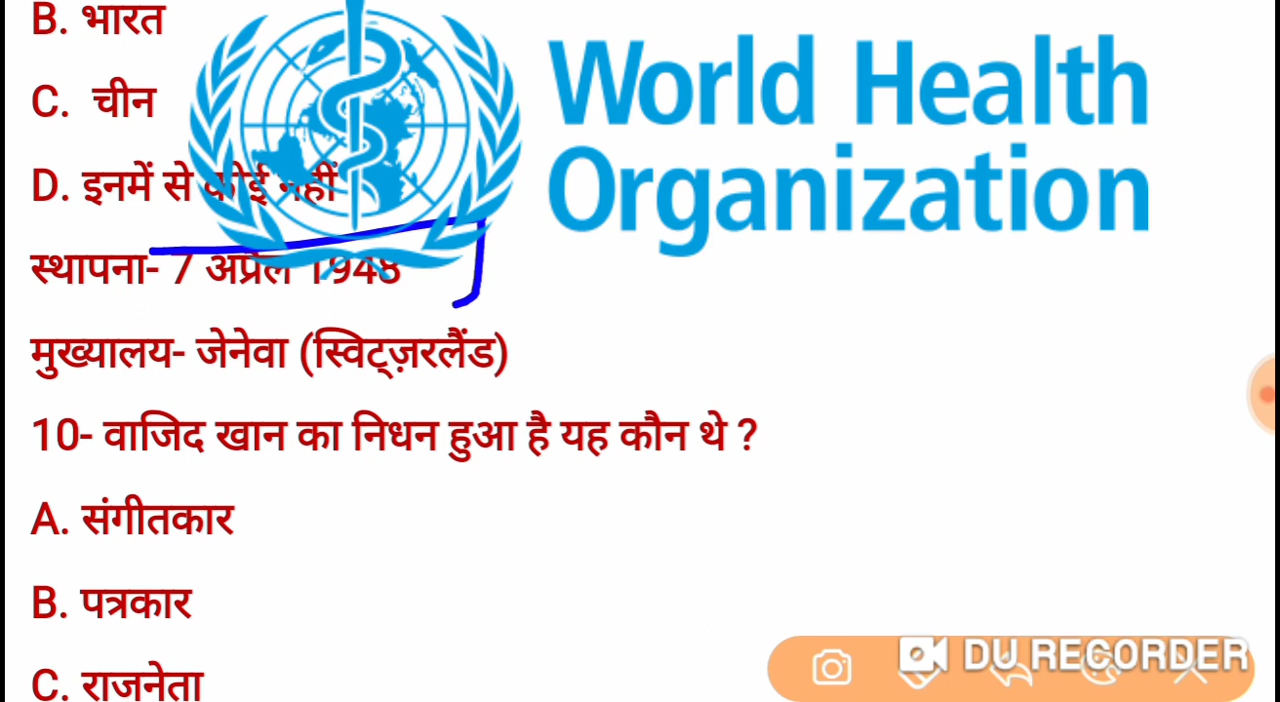 B. भारत
C. चीन
D. इनमें से कोई नहीं
World Health
Organization
स्थापना- 7 अप्रैल 1948
मुख्यालय- जेनेवा (स्विट्ज़रलैंड)
10- वाजिद खान का निधन हुआ है यह कौन थे ?
A. संगीतकार
B. पत्रकार
C. राजनेता
DU RECORDER